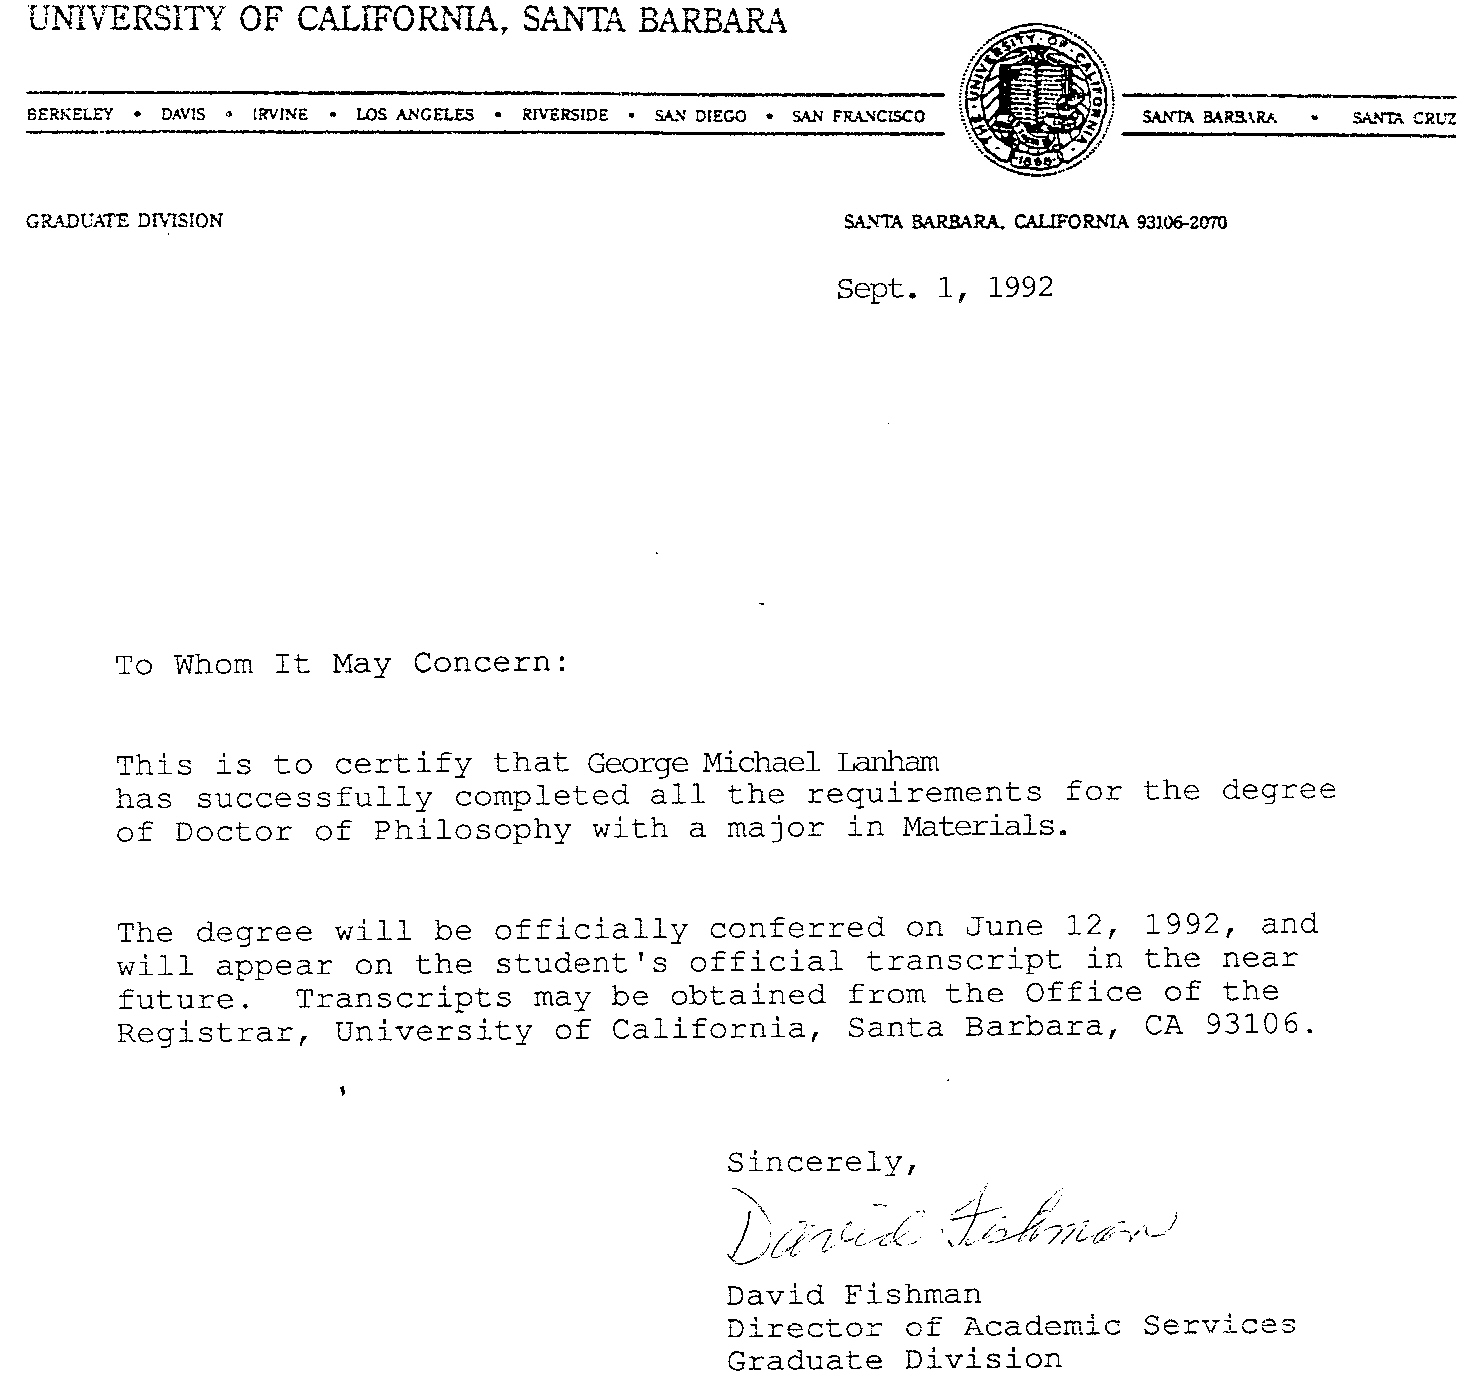 UNIVERSITY OF CALIFORNIA, SANTA BARBARA
BERKELEY • DAVIS • IRVINE • LOS ANGELES • RIVERSIDE • SAN DIEGO • SAN FRANCISCO
THE UNIVERSITY OF CALIFORNIA
1868
SANTA BARBARA • SANTA CRUZ
GRADUATE DIVISION
SANTA BARBARA, CALIFORNIA 93106-2070
Sept. 1, 1992
To Whom It May Concern:
This is to certify that George Michael Lanham
has successfully completed all the requirements for the degree
of Doctor of Philosophy with a major in Materials.
The degree will be officially conferred on June 12, 1992, and
will appear on the student's official transcript in the near
future. Transcripts may be obtained from the Office of the
Registrar, University of California, Santa Barbara, CA 93106.
Sincerely,
David Fishman
David Fishman
Director of Academic Services
Graduate Division